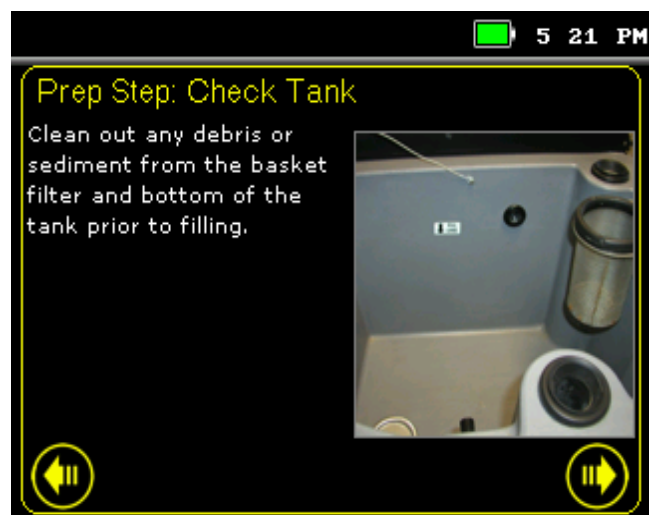 5 21 PM
Prep Step: Check Tank
Clean out any debris or
sediment from the basket
filter and bottom of the
tank prior to filling.